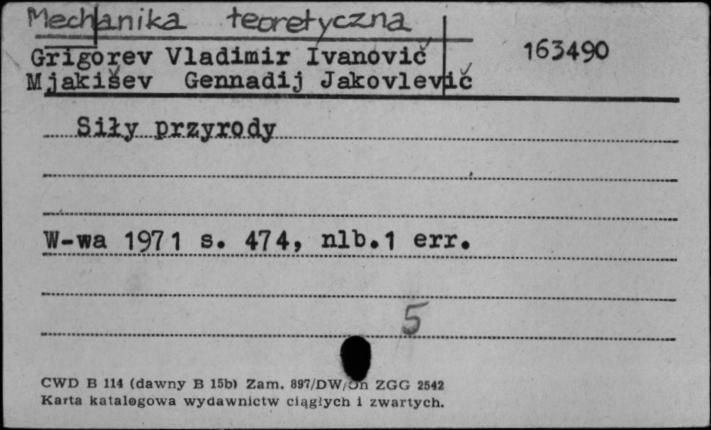 Mechanika teoretyczna
Grigorev Vladimir Ivanovič 163490
Mjakišev Gennadij Jakovlevič
Siły przyrody
W-wa 1971 s. 474, nlb.1 err.
5
CWD B 114 (dawny B 15b) Zam. 897/DW/Sn ZGG 2542
Karta katalogowa wydawnictw ciągłych i zwartych.